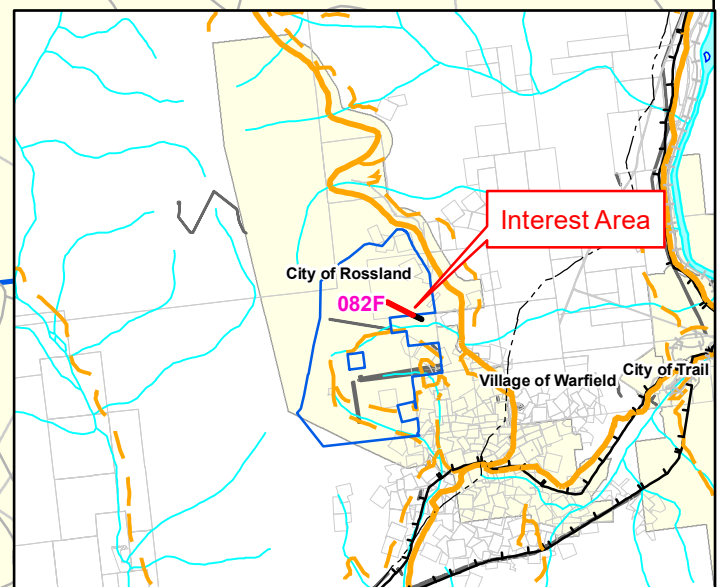 Interest Area
City of Rossland
082F
Village of Warfield
City of Trail